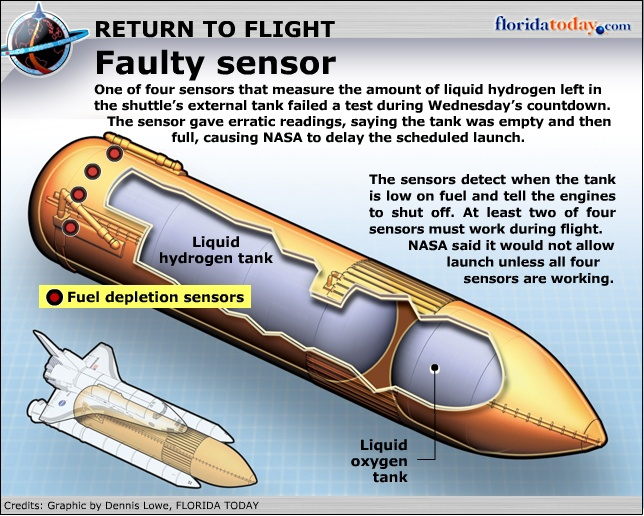 RETURN TO FLIGHT
floridatoday.com
Faulty sensor
One of four sensors that measure the amount of liquid hydrogen left in
the shuttle's external tank failed a test during Wednesday's countdown.
The sensor gave erratic readings, saying the tank was empty and then
full, causing NASA to delay the scheduled launch.
The sensors detect when the tank
is low on fuel and tell the engines
to shut off. At least two of four
sensors must work during flight.
NASA said it would not allow
launch unless all four
sensors are working.
Liquid
hydrogen tank
Fuel depletion sensors
Liquid
oxygen
tank
Credits: Graphic by Dennis Lowe, FLORIDA TODAY